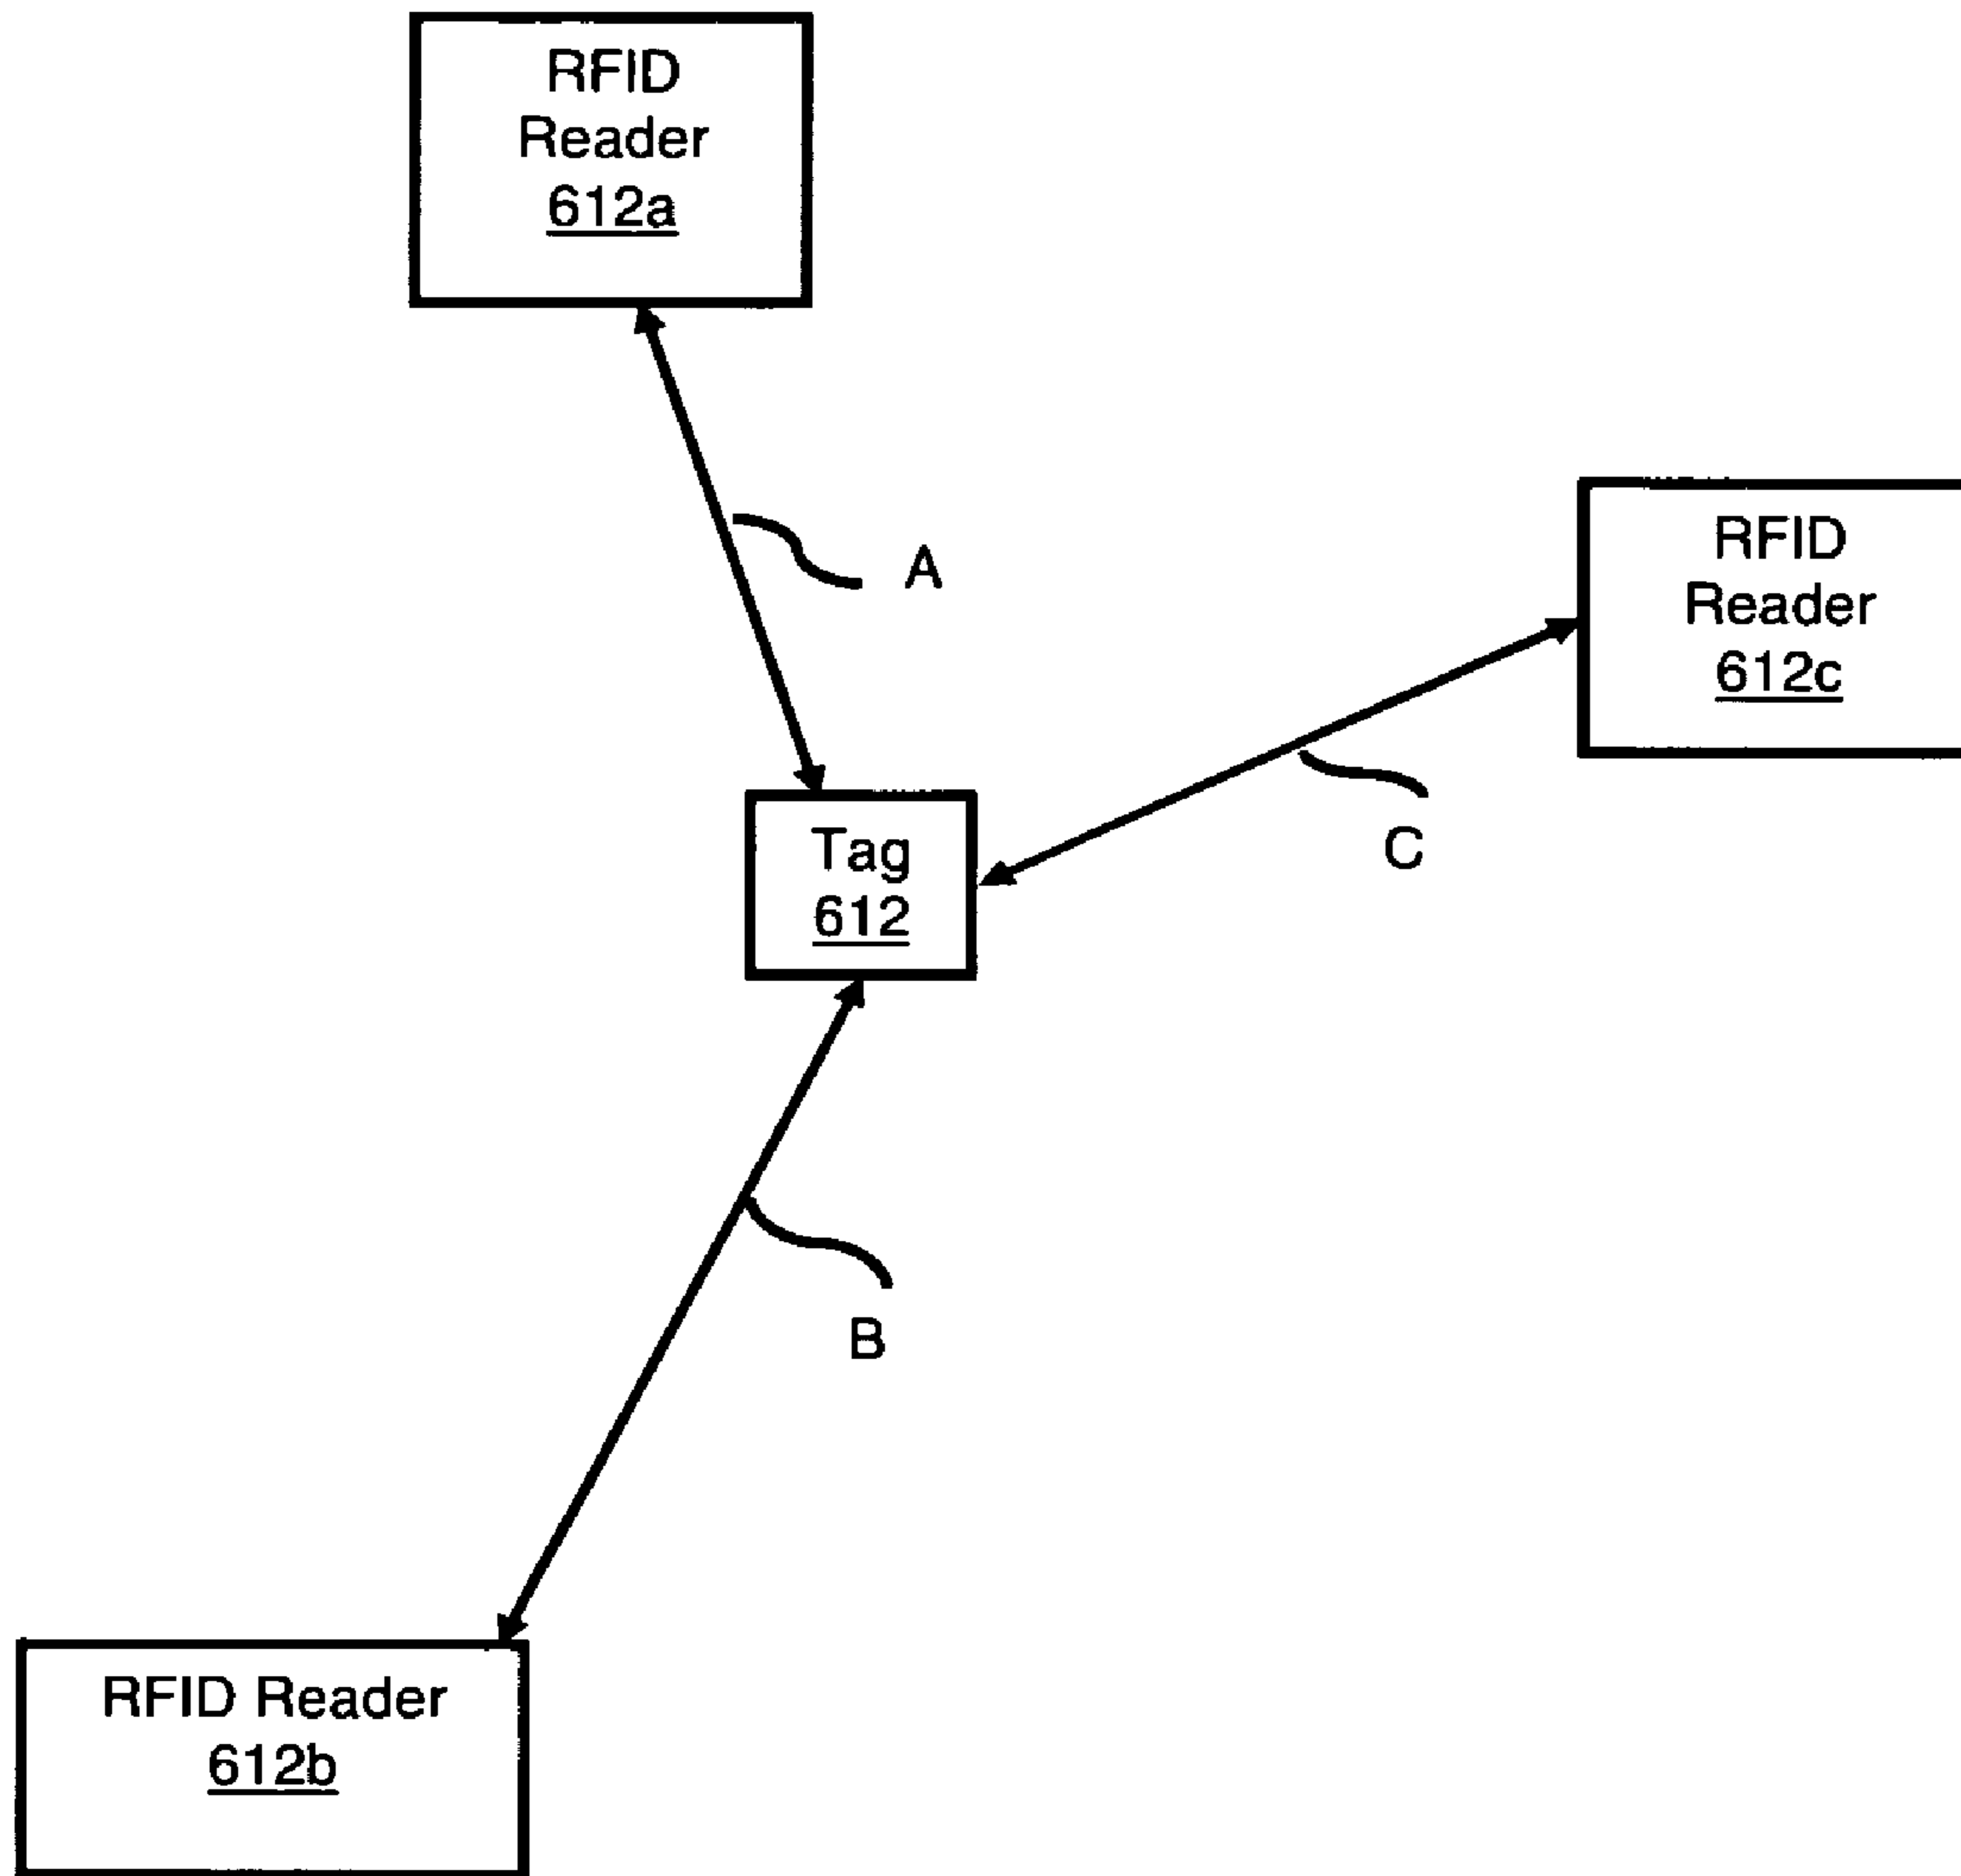 RFID
Reader
612a
A
RFID
Reader
612c
C
Tag
612
B
RFID Reader
612b